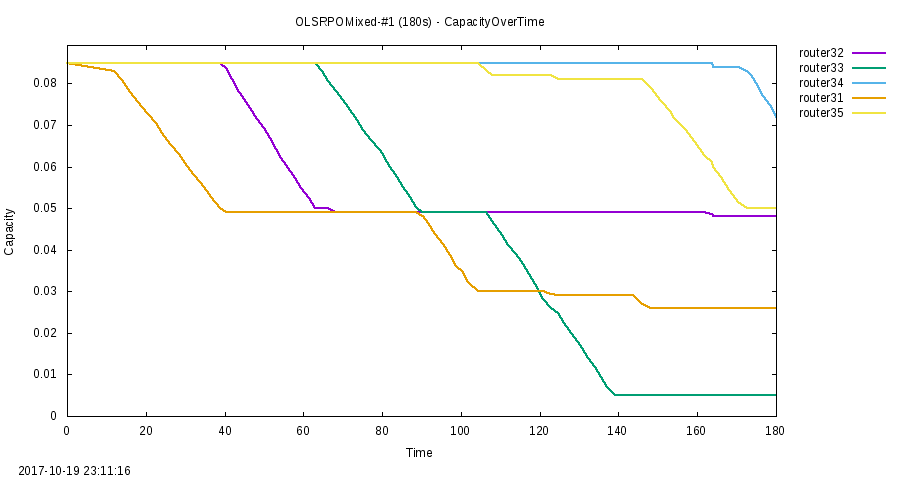 OLSRPOMixed-#1 (180s) - CapacityOverTime
router32
router33
router34
router31
router35
0.08
0.07
0.06
0.05
0.04
0.03
0.02
0.01
0
Capacity
0 20 40 60 80 100 120 140 160 180
Time
2017-10-19 23:11:16